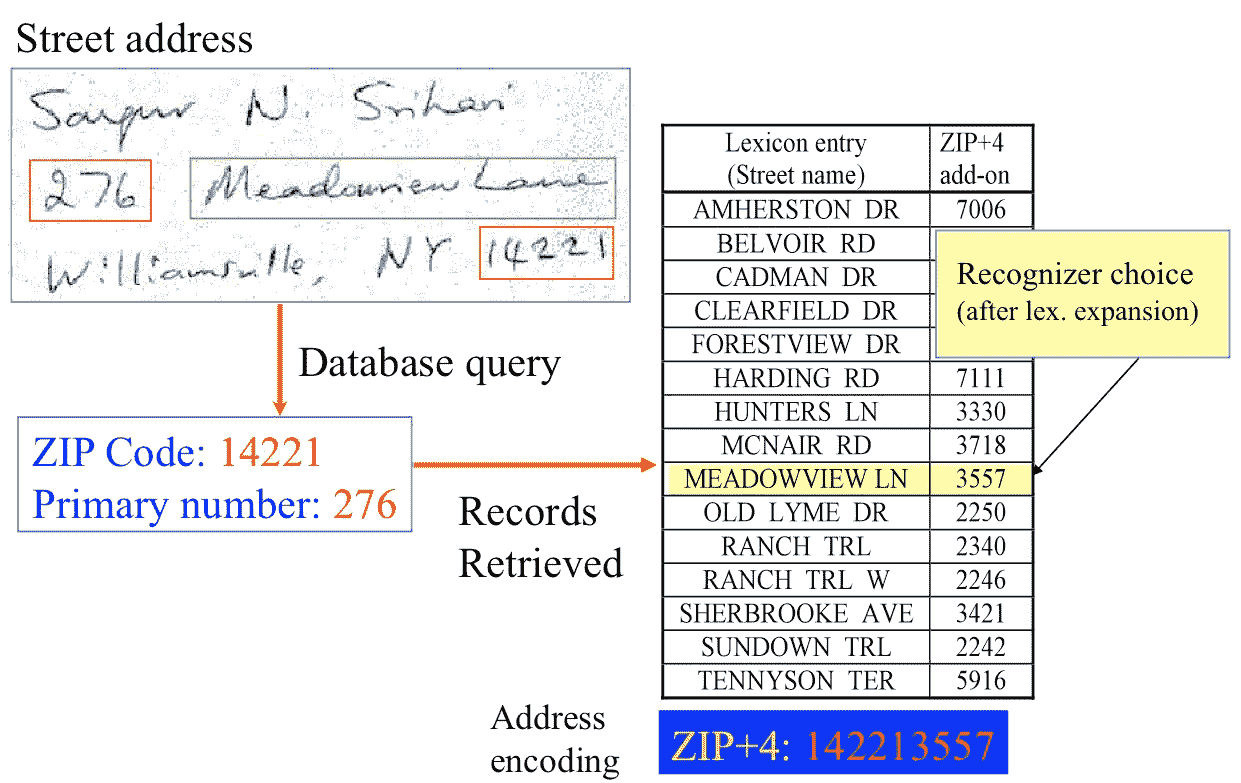 Street address
Sargur N. Srihari
276 Meadowview Lane
Williamsville, NY 14221
Database query
ZIP Code: 14221
Primary number: 276
Records
Retrieved
Lexicon entry (Street name) ZIP+4 add-on
AMHERSTON DR 7006
BELVOIR RD
CADMAN DR
CLEARFIELD DR
FORESTVIEW DR
HARDING RD 7111
HUNTERS LN 3330
MCNAIR RD 3718
MEADOWVIEW LN 3557
OLD LYME DR 2250
RANCH TRL 2340
RANCH TRL W 2246
SHERBROOKE AVE 3421
SUNDOWN TRL 2242
TENNYSON TER 5916
Recognizer choice
(after lex. expansion)
Address
encoding
ZIP+4: 142213557